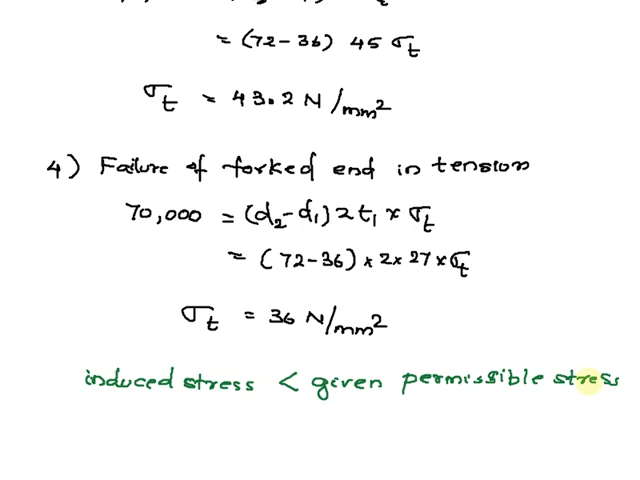 = (72-36) 45 σt
σt = 43.2 N/mm²
4) Failure of forked end in tension
70,000 = (d₂-d₁) 2 t₁ × σt
= (72-36) × 2 × 27 × σt
σt = 36 N/mm²
induced stress < given permissible stress